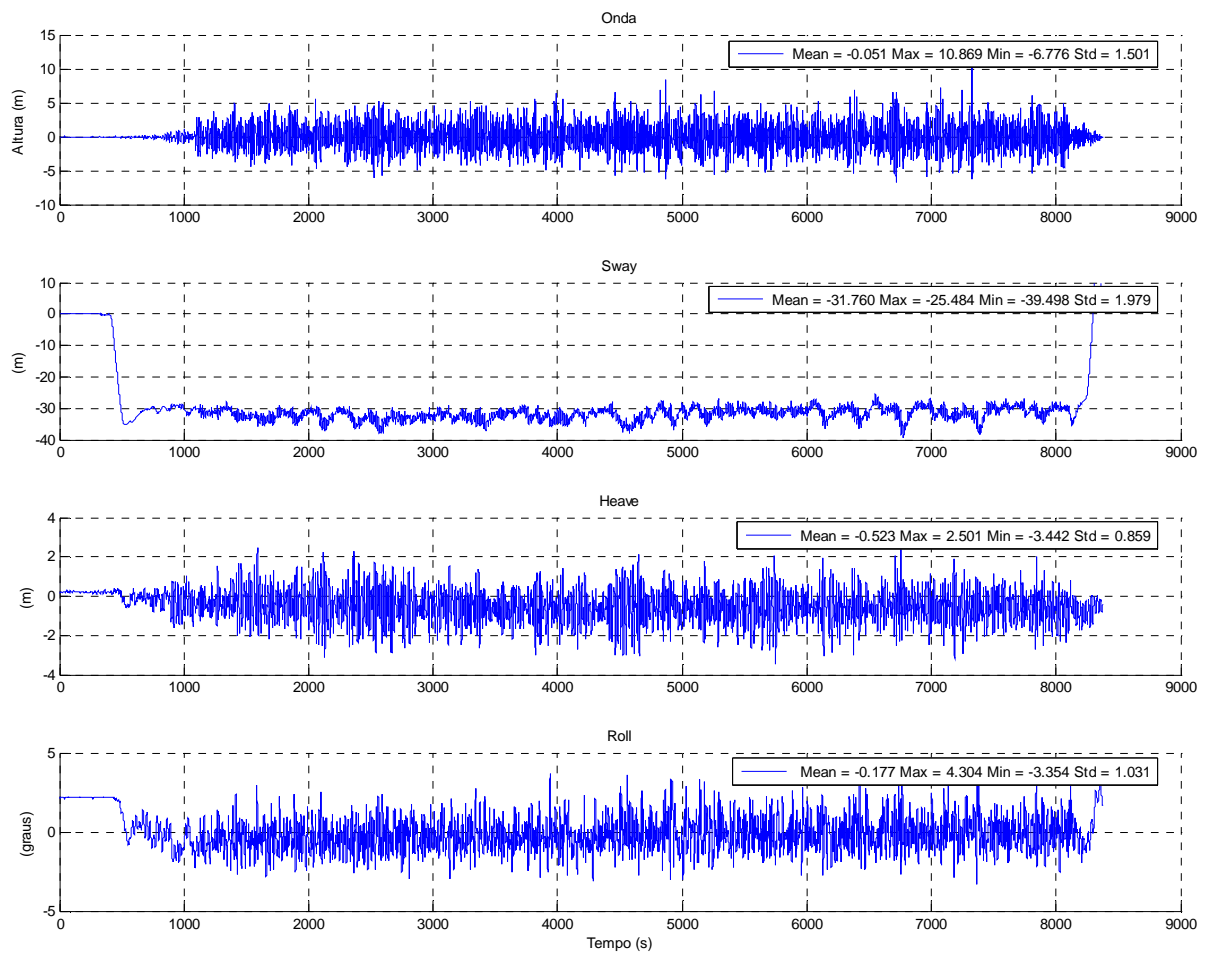 Onda
Mean = -0.051 Max = 10.869 Min = -6.776 Std = 1.501
Altura (m)
15
10
5
0
-5
-10
0 1000 2000 3000 4000 5000 6000 7000 8000 9000
Sway
Mean = -31.760 Max = -25.484 Min = -39.498 Std = 1.979
(m)
10
0
-10
-20
-30
-40
0 1000 2000 3000 4000 5000 6000 7000 8000 9000
Heave
Mean = -0.523 Max = 2.501 Min = -3.442 Std = 0.859
(m)
4
2
0
-2
-4
0 1000 2000 3000 4000 5000 6000 7000 8000 9000
Roll
Mean = -0.177 Max = 4.304 Min = -3.354 Std = 1.031
(graus)
5
0
-5
0 1000 2000 3000 4000 5000 6000 7000 8000 9000
Tempo (s)